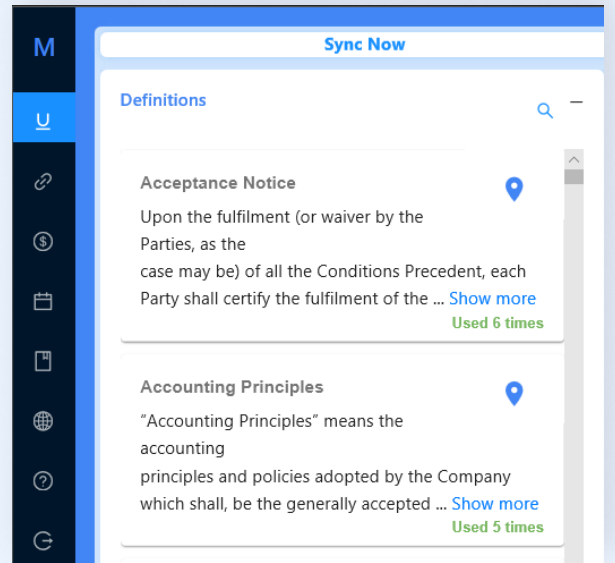 M
Sync Now
Definitions
Acceptance Notice
Upon the fulfilment (or waiver by the
Parties, as the
case may be) of all the Conditions Precedent, each
Party shall certify the fulfilment of the ... Show more
Used 6 times
Accounting Principles
“Accounting Principles” means the
accounting
principles and policies adopted by the Company
which shall, be the generally accepted ... Show more
Used 5 times